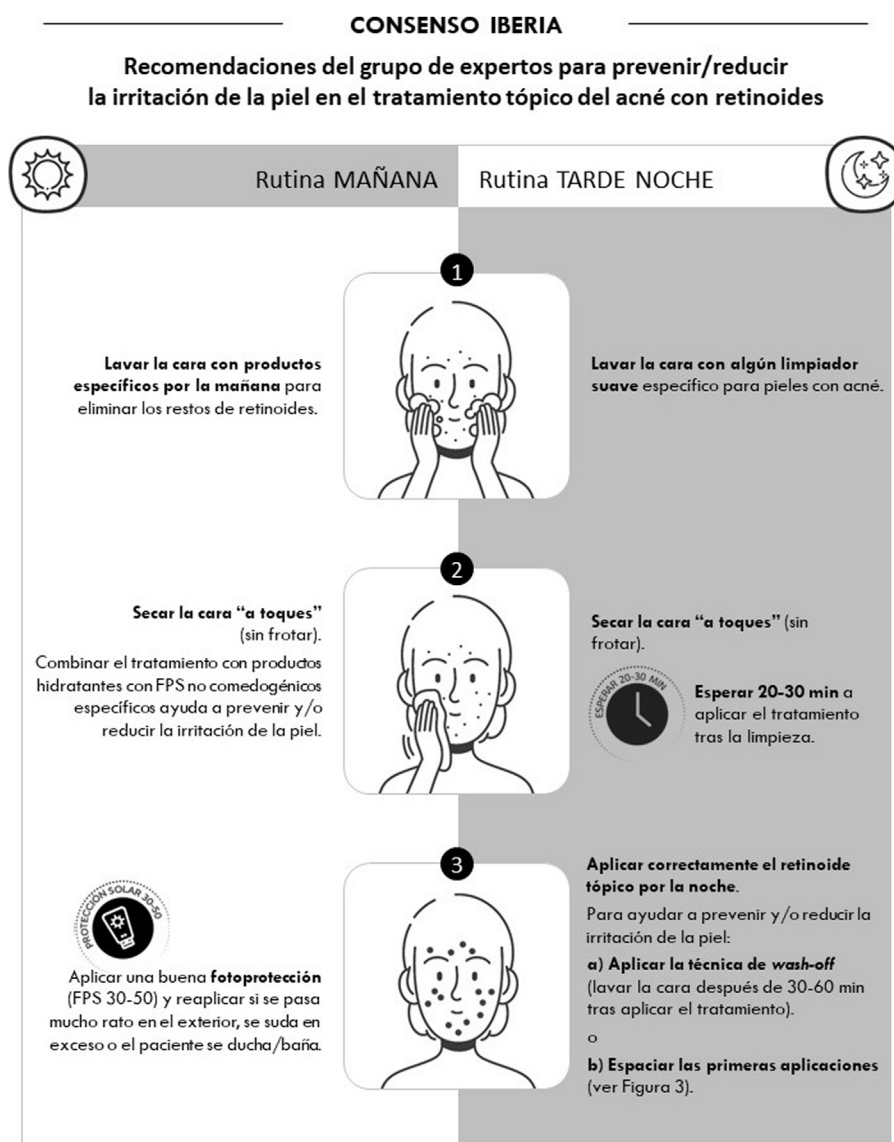 CONSENSO IBERIA
Recomendaciones del grupo de expertos para prevenir/reducir
la irritación de la piel en el tratamiento tópico del acné con retinoides
Rutina MAÑANA
Rutina TARDE NOCHE
1
Lavar la cara con productos
específicos por la mañana para
eliminar los restos de retinoides.
Lavar la cara con algún limpiador
suave específico para pieles con acné.
2
Secar la cara “a toques”
(sin frotar).
Combinar el tratamiento con productos
hidratantes con FPS no comedogénicos
específicos ayuda a prevenir y/o
reducir la irritación de la piel.
Secar la cara “a toques” (sin
frotar).
ESPERAR 20-30 MIN
Esperar 20-30 min a
aplicar el tratamiento
tras la limpieza.
3
PROTECCIÓN SOLAR 30-50
Aplicar una buena fotoprotección
(FPS 30-50) y reaplicar si se pasa
mucho rato en el exterior, se suda en
exceso o el paciente se ducha/baña.
Aplicar correctamente el retinoide
tópico por la noche.
Para ayudar a prevenir y/o reducir la
irritación de la piel:
a) Aplicar la técnica de wash-off
(lavar la cara después de 30-60 min
tras aplicar el tratamiento).
o
b) Espaciar las primeras aplicaciones
(ver Figura 3).